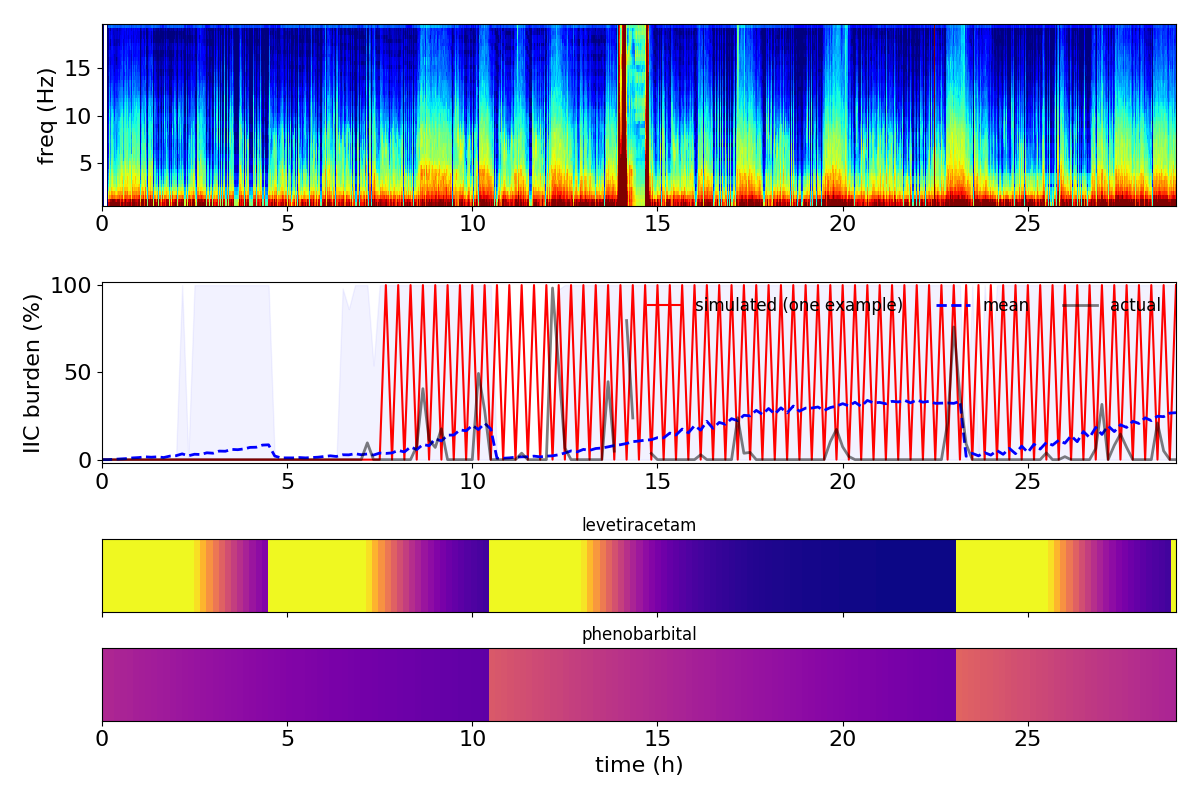 freq (Hz)
15
10
5
0 5 10 15 20 25
IIC burden (%)
100
50
0
simulated (one example) mean actual
0 5 10 15 20 25
levetiracetam
phenobarbital
0 5 10 15 20 25
time (h)